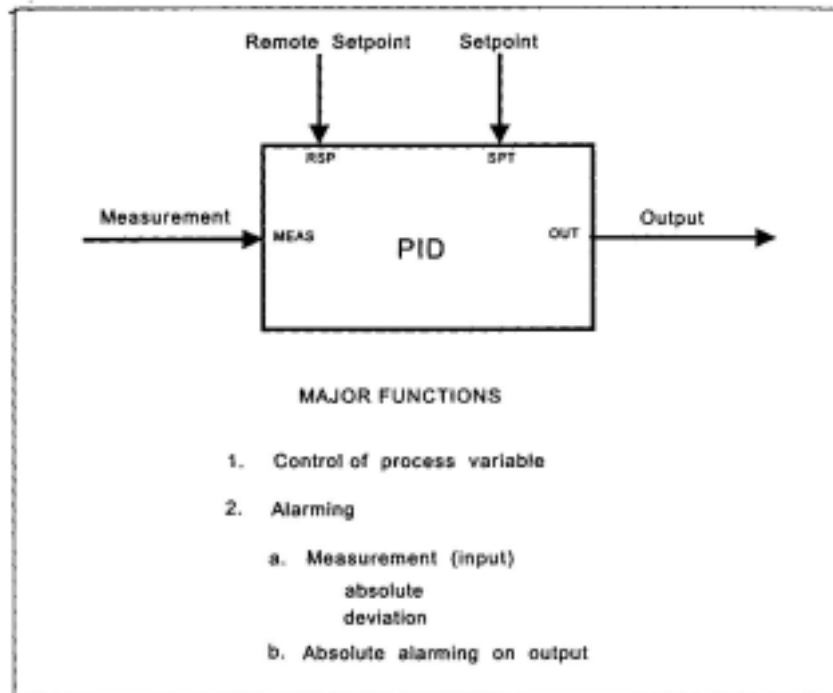 Remote Setpoint
Setpoint
RSP
SPT
Measurement
MEAS
PID
OUT
Output
MAJOR FUNCTIONS
1. Control of process variable
2. Alarming
a. Measurement (input)
absolute
deviation
b. Absolute alarming on output